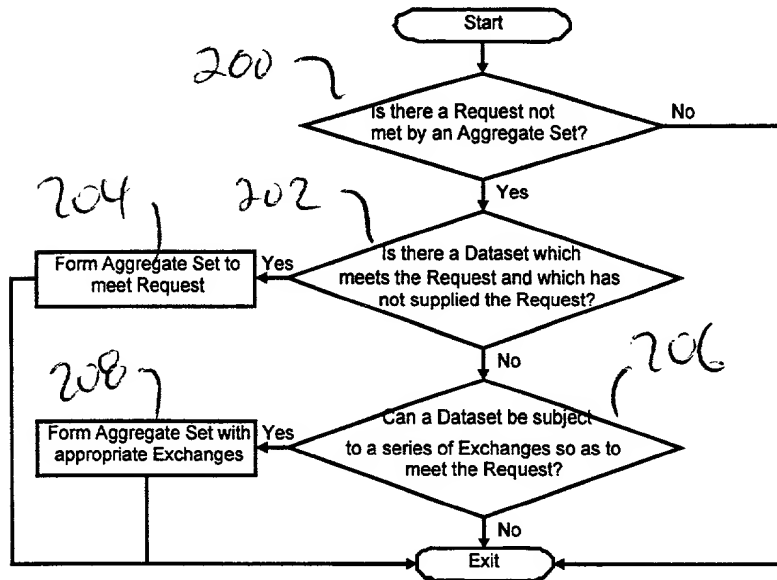 Start
200
Is there a Request not
met by an Aggregate Set?
No
Yes
204
202
Is there a Dataset which
meets the Request and which has
not supplied the Request?
Yes
Form Aggregate Set to
meet Request
No
208
206
Can a Dataset be subject
to a series of Exchanges so as to
meet the Request?
Yes
Form Aggregate Set with
appropriate Exchanges
No
Exit